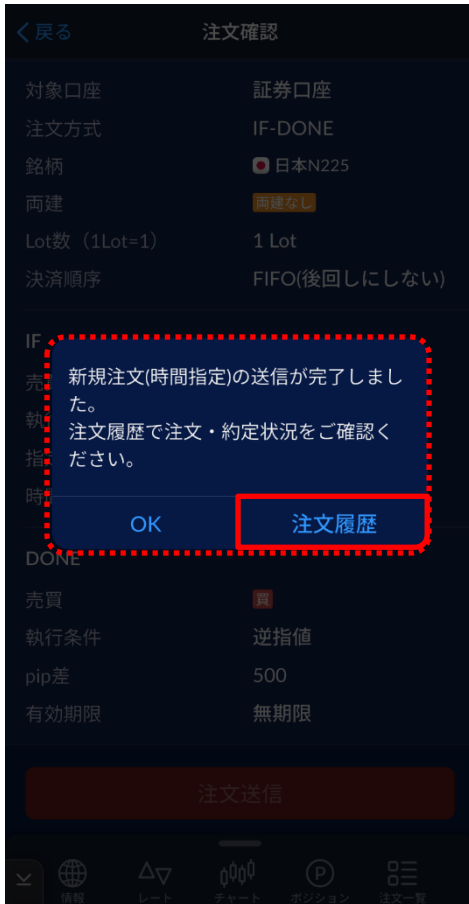 戻る 注文確認
対象口座 証券口座
注文方式 IF-DONE
銘柄 日本N225
両建 両建なし
Lot数（1Lot=1） 1 Lot
決済順序 FIFO(後回しにしない)
IF
売
新規注文(時間指定)の送信が完了しまし
た。
執
注文履歴で注文・約定状況をご確認く
指
ださい。
時
OK 注文履歴
DONE
売買 買
執行条件 逆指値
pip差 500
有効期限 無期限
注文送信
情報 レート チャート ポジション 注文一覧